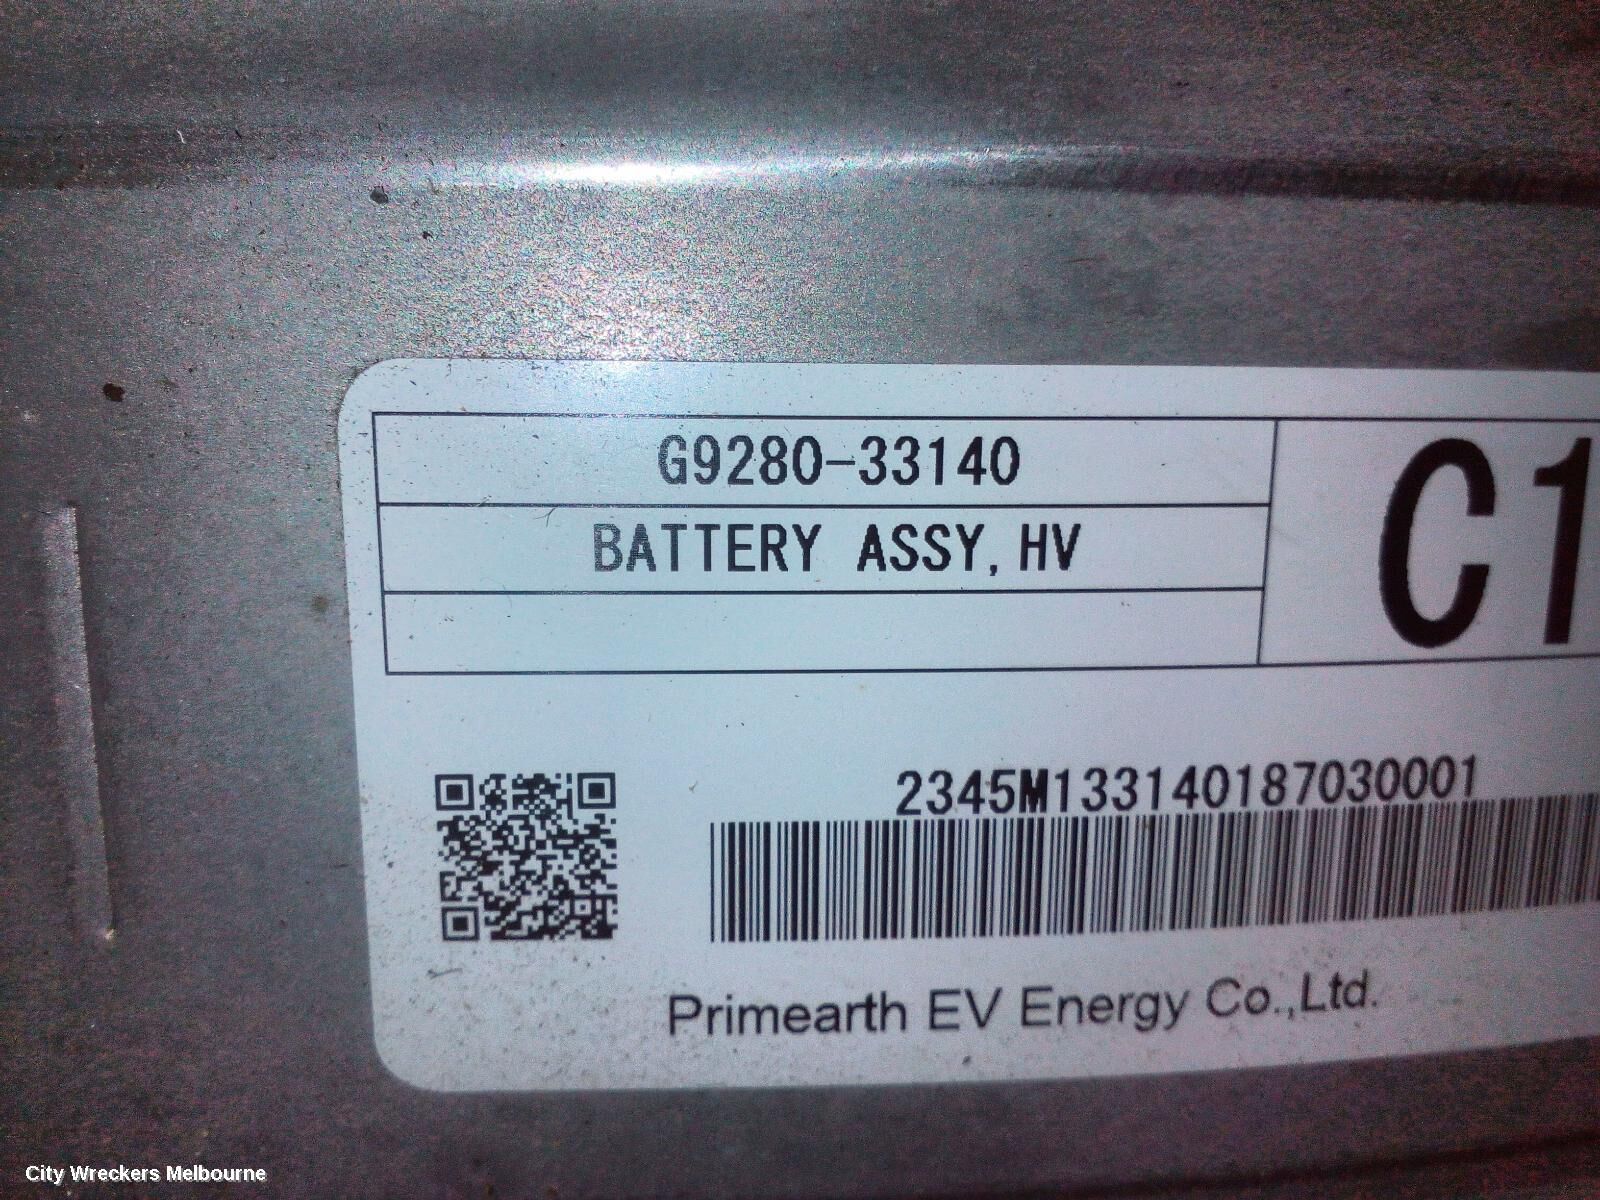 G9280-33140
BATTERY ASSY, HV
C1
2345M133140187030001
Primearth EV Energy Co.,Ltd.
City Wreckers Melbourne